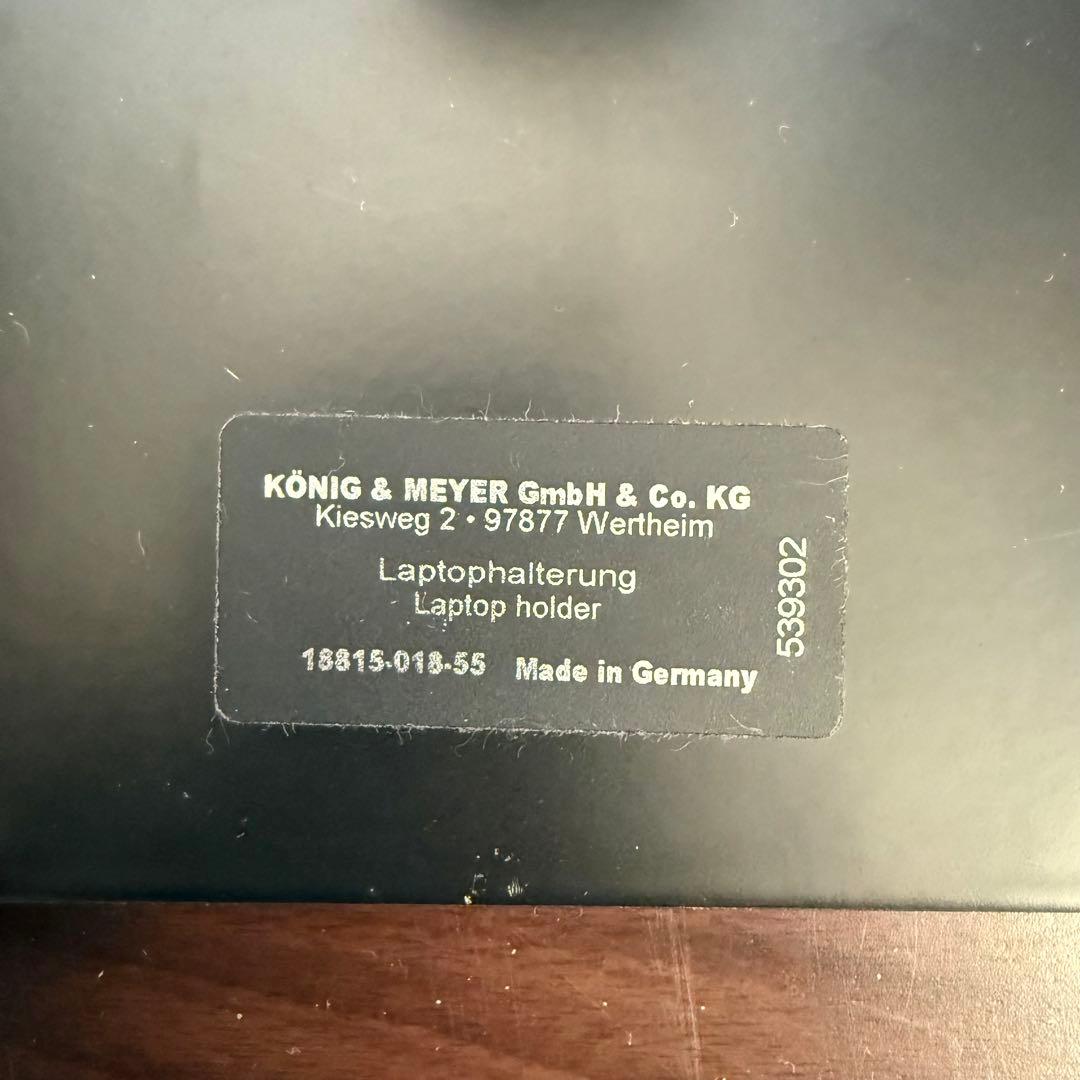 KÖNIG & MEYER GmbH & Co. KG
Kiesweg 2 • 97877 Wertheim
Laptophalterung
Laptop holder
18815-018-55 Made in Germany
539302